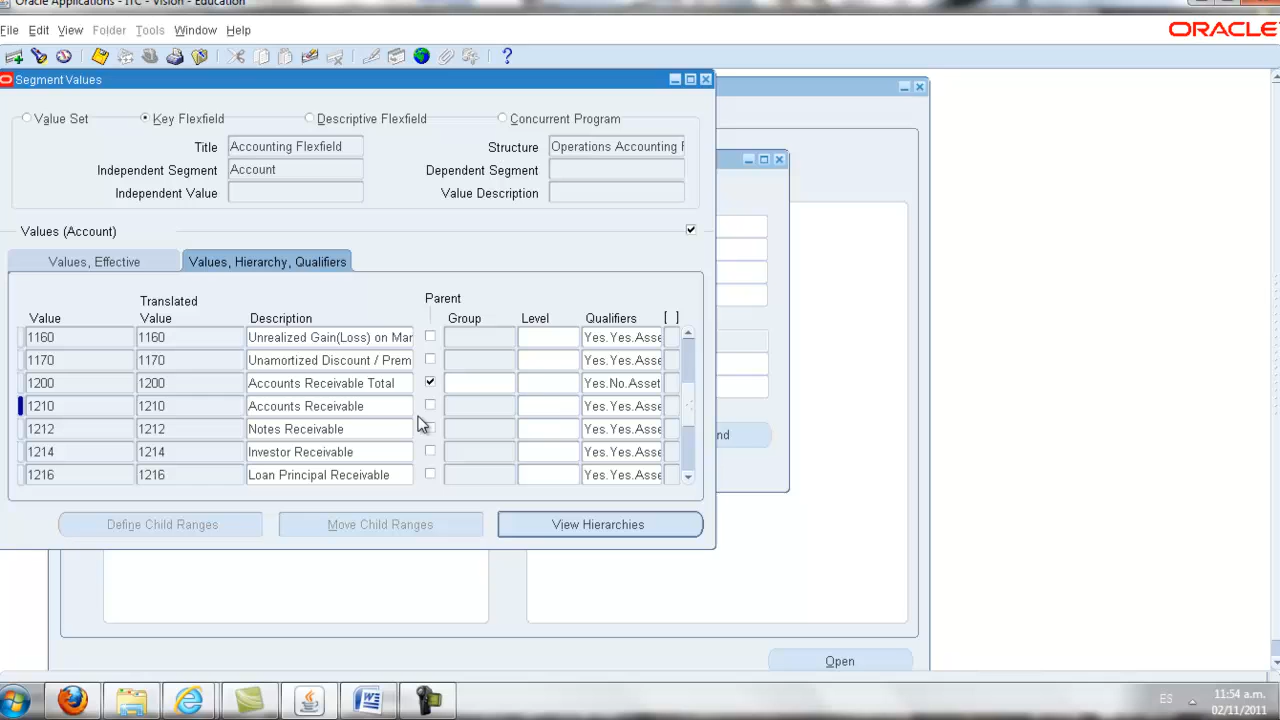 Oracle Applications - ITC - Vision - Education
File Edit View Folder Tools Window Help
ORACLE
Segment Values
Value Set Key Flexfield Descriptive Flexfield Concurrent Program
Title Accounting Flexfield Structure Operations Accounting F
Independent Segment Account Dependent Segment
Independent Value Value Description
Values (Account)
Values, Effective Values, Hierarchy, Qualifiers
Translated Parent
Value Value Description Group Level Qualifiers [ ]
1160 1160 Unrealized Gain(Loss) on Mar Yes.Yes.Asse
1170 1170 Unamortized Discount / Prem Yes.Yes.Asse
1200 1200 Accounts Receivable Total Yes.No.Asset
1210 1210 Accounts Receivable Yes.Yes.Asse
1212 1212 Notes Receivable Yes.Yes.Asse
1214 1214 Investor Receivable Yes.Yes.Asse
1216 1216 Loan Principal Receivable Yes.Yes.Asse
nd
Define Child Ranges Move Child Ranges View Hierarchies
Open
ES 11:54 a.m.
02/11/2011